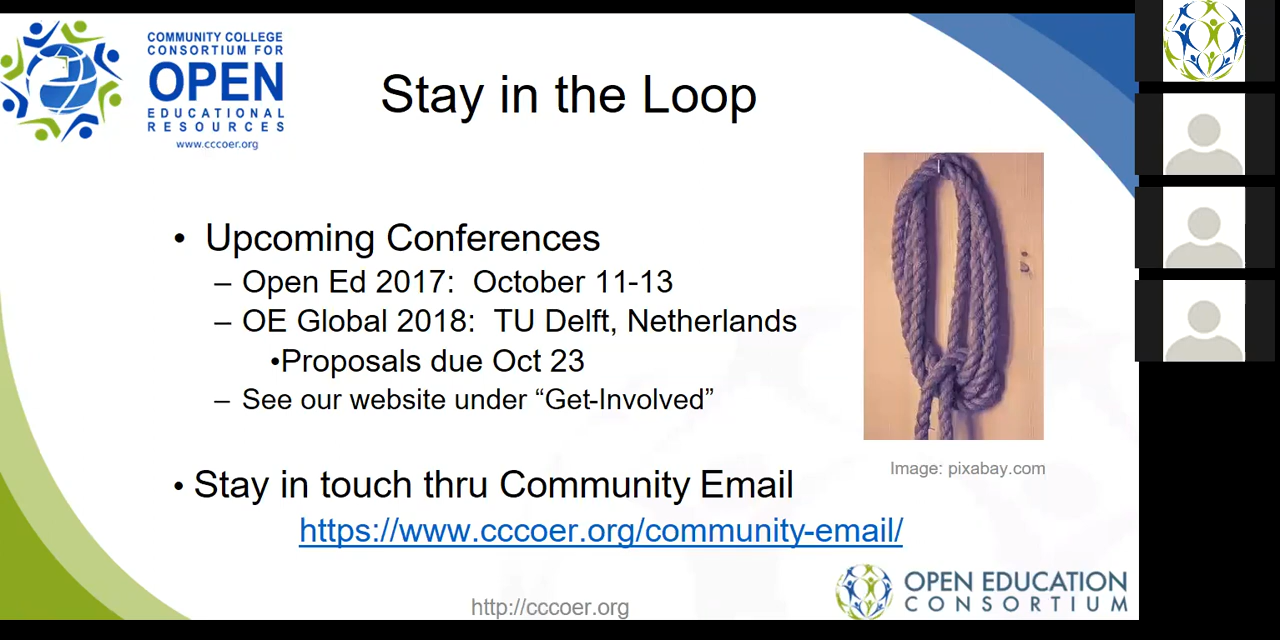 COMMUNITY COLLEGE
CONSORTIUM FOR
OPEN
EDUCATIONAL
RESOURCES
www.cccoer.org
Stay in the Loop
• Upcoming Conferences
– Open Ed 2017: October 11-13
– OE Global 2018: TU Delft, Netherlands
•Proposals due Oct 23
– See our website under “Get-Involved”
Image: pixabay.com
• Stay in touch thru Community Email
https://www.cccoer.org/community-email/
http://cccoer.org
OPEN EDUCATION
CONSORTIUM